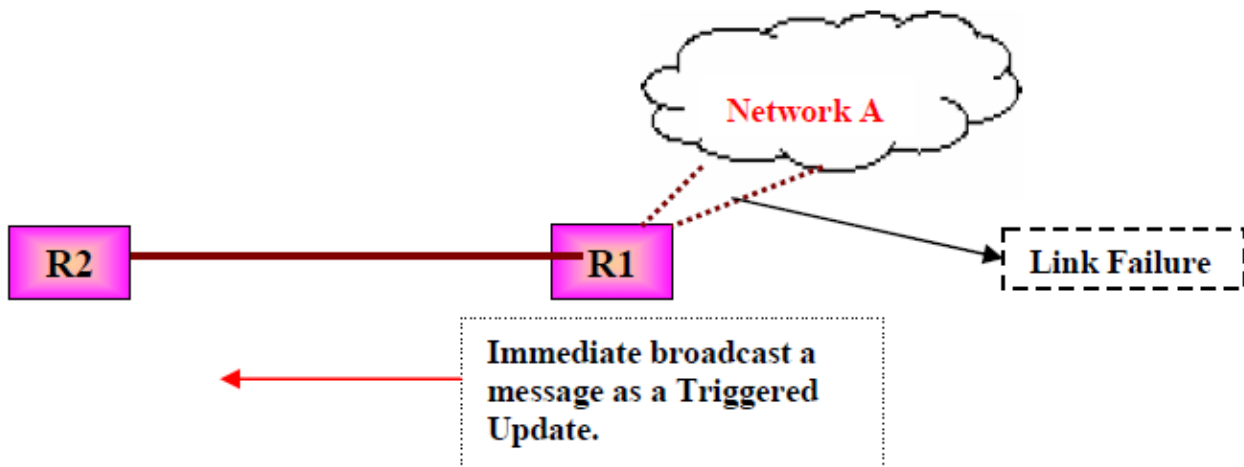 Network A
R2
R1
Link Failure
Immediate broadcast a
message as a Triggered
Update.